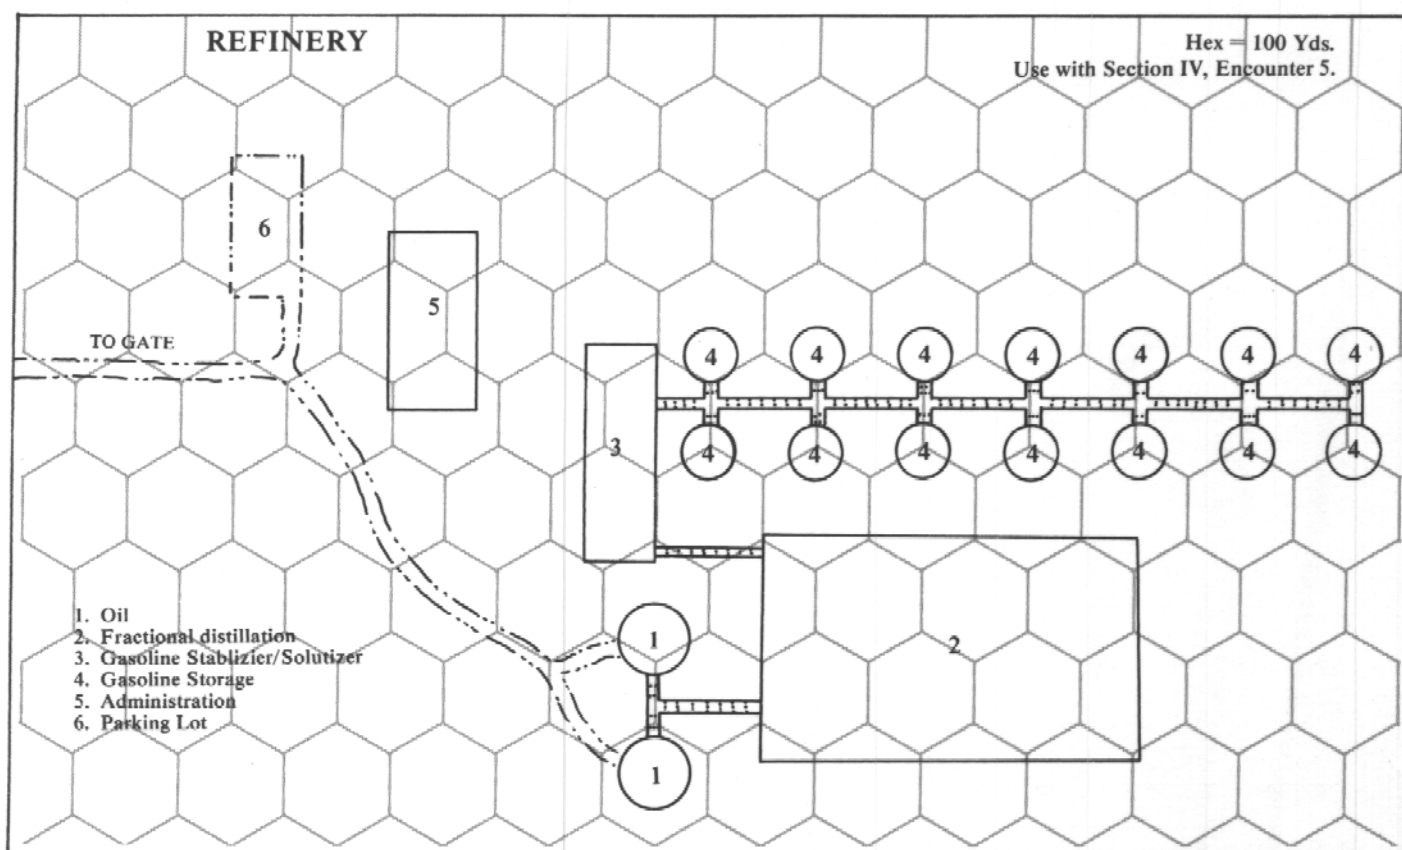 REFINERY
Hex = 100 Yds.
Use with Section IV, Encounter 5.
6
5
TO GATE
4 4 4 4 4 4 4
3
4 4 4 4 4 4 4
1. Oil
2. Fractional distillation
3. Gasoline Stablizier/Solutizer
4. Gasoline Storage
5. Administration
6. Parking Lot
1
2
1